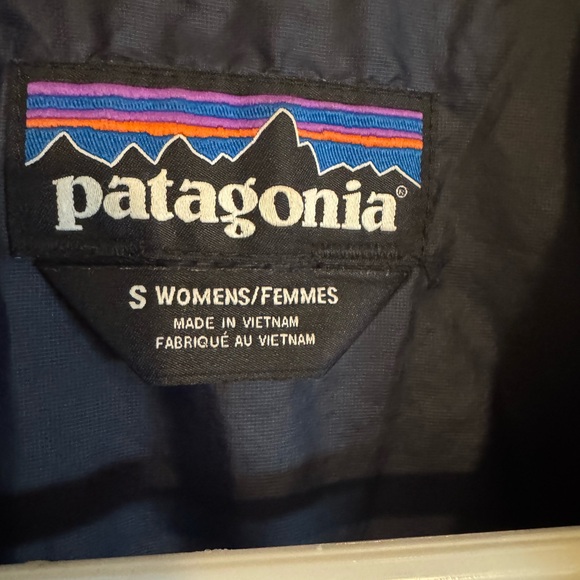 patagonia®
S WOMENS/FEMMES
MADE IN VIETNAM
FABRIQUÉ AU VIETNAM